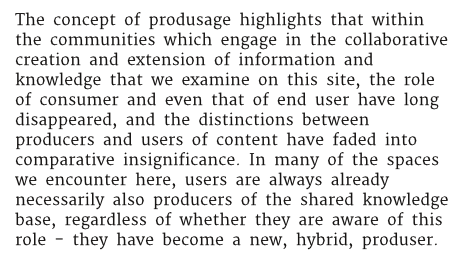 The concept of produsage highlights that within
the communities which engage in the collaborative
creation and extension of information and
knowledge that we examine on this site, the role
of consumer and even that of end user have long
disappeared, and the distinctions between
producers and users of content have faded into
comparative insignificance. In many of the spaces
we encounter here, users are always already
necessarily also producers of the shared knowledge
base, regardless of whether they are aware of this
role - they have become a new, hybrid, produser.